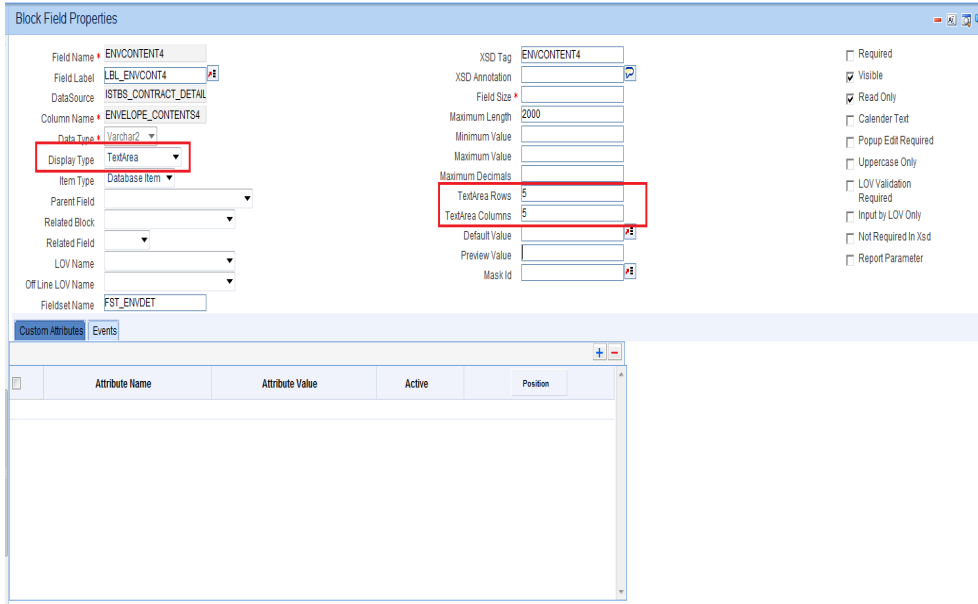 Block Field Properties
Field Name * ENVCONTENT4
Field Label LBL_ENVCONT4
DataSource ISTBS_CONTRACT_DETAIL
Column Name * ENVELOPE_CONTENTS4
Data Type * Varchar2
Display Type TextArea
Item Type Database Item
Parent Field
Related Block
Related Field
LOV Name
Off Line LOV Name
Fieldset Name FST_ENVDET
XSD Tag ENVCONTENT4
XSD Annotation
Field Size *
Maximum Length 2000
Minimum Value
Maximum Value
Maximum Decimals
TextArea Rows 5
TextArea Columns 5
Default Value
Preview Value
Mask Id
Required
Visible
Read Only
Calender Text
Popup Edit Required
Uppercase Only
LOV Validation
Required
Input by LOV Only
Not Required In Xsd
Report Parameter
Custom Attributes Events
Attribute Name Attribute Value Active Position